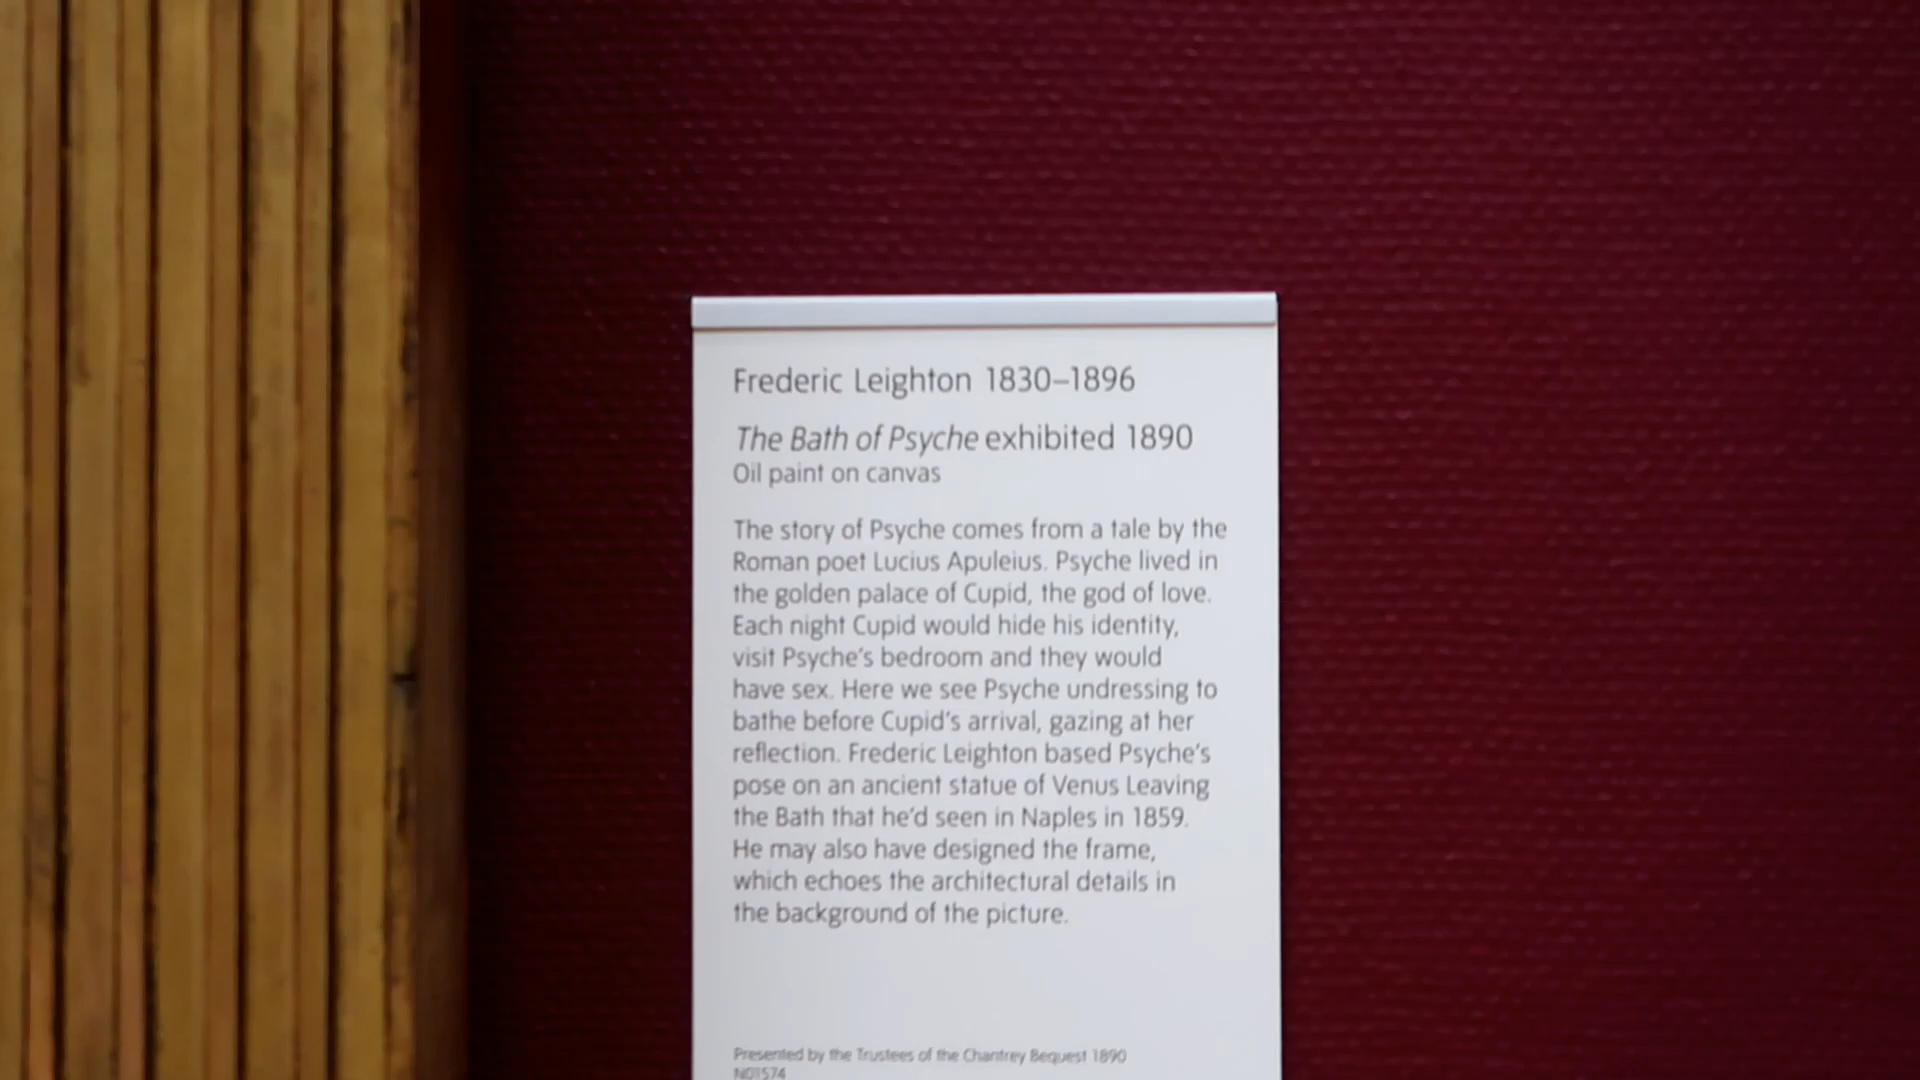 Frederic Leighton 1830–1896
The Bath of Psyche exhibited 1890
Oil paint on canvas
The story of Psyche comes from a tale by the
Roman poet Lucius Apuleius. Psyche lived in
the golden palace of Cupid, the god of love.
Each night Cupid would hide his identity,
visit Psyche’s bedroom and they would
have sex. Here we see Psyche undressing to
bathe before Cupid’s arrival, gazing at her
reflection. Frederic Leighton based Psyche’s
pose on an ancient statue of Venus Leaving
the Bath that he’d seen in Naples in 1859.
He may also have designed the frame,
which echoes the architectural details in
the background of the picture.
Presented by the Trustees of the Chantrey Bequest 1890
N01574